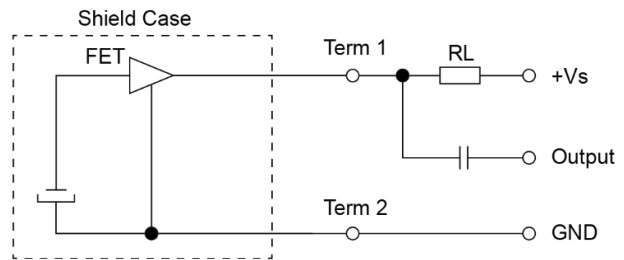 Shield Case
FET
Term 1
RL
+Vs
Output
Term 2
GND